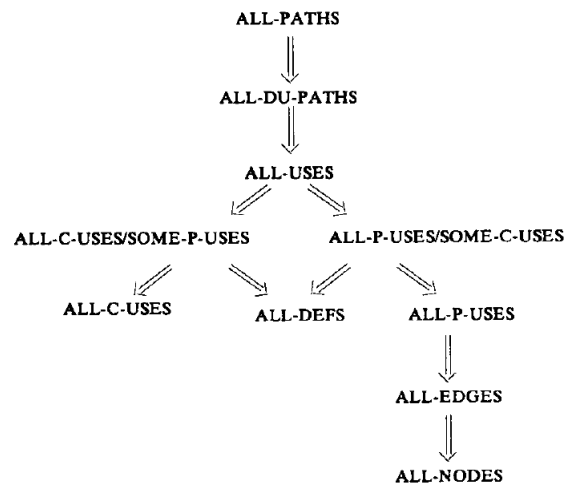 ALL-PATHS
ALL-DU-PATHS
ALL-USES
ALL-C-USES/SOME-P-USES
ALL-P-USES/SOME-C-USES
ALL-C-USES
ALL-DEFS
ALL-P-USES
ALL-EDGES
ALL-NODES